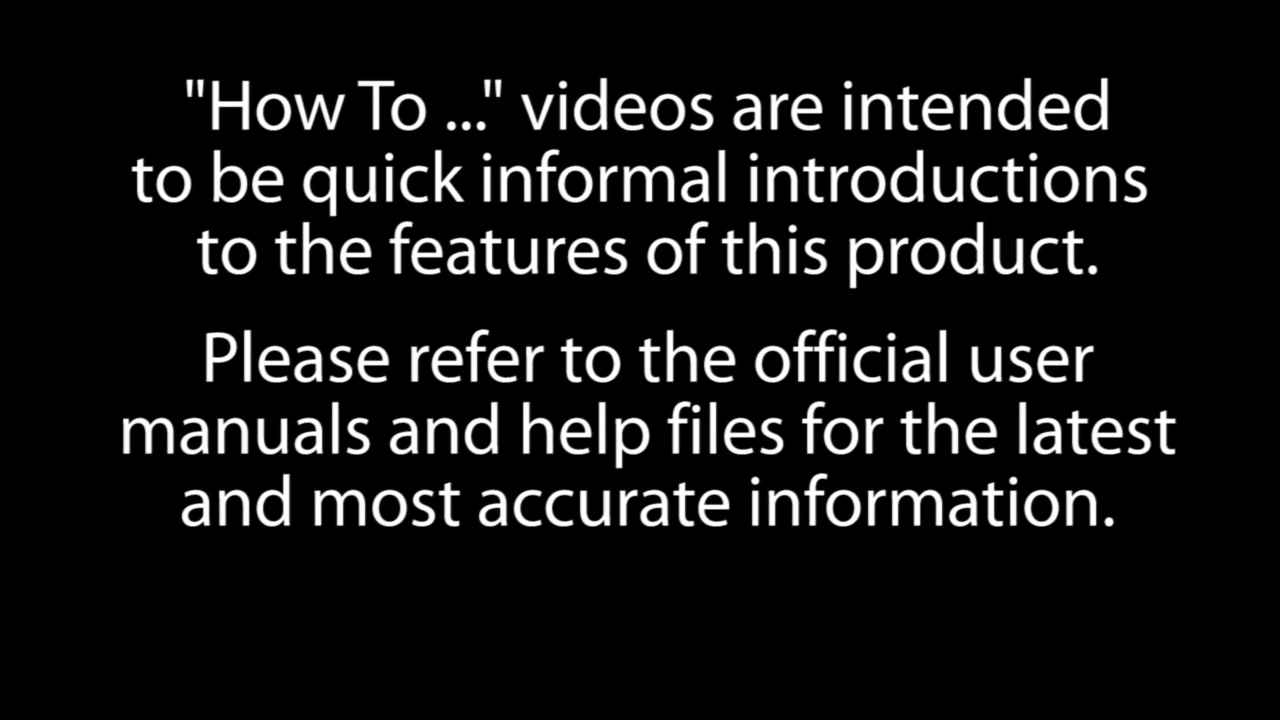 "How To ..." videos are intended
to be quick informal introductions
to the features of this product.
Please refer to the official user
manuals and help files for the latest
and most accurate information.